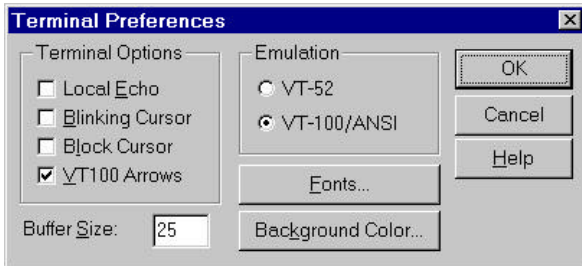 Terminal Preferences
Terminal Options
Local Echo
Blinking Cursor
Block Cursor
VT100 Arrows
Buffer Size: 25
Emulation
VT-52
VT-100/ANSI
Fonts...
Background Color...
OK
Cancel
Help